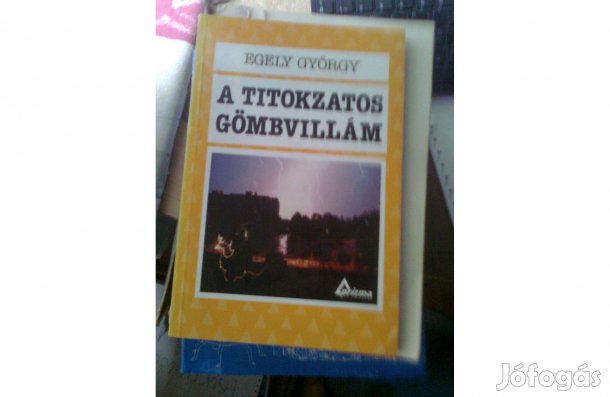 EGELY GYÖRGY
A TITOKZATOS
GÖMBVILLÁM
Jófogás